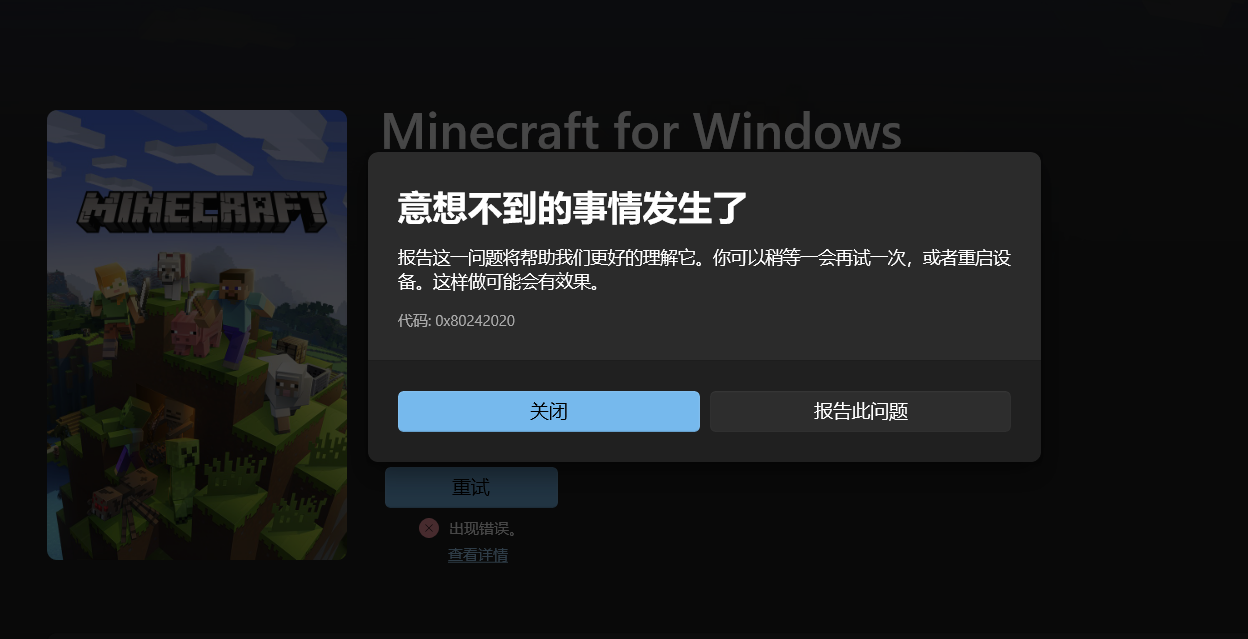 Minecraft for Windows
MINECRAFT
意想不到的事情发生了
报告这一问题将帮助我们更好的理解它。你可以稍等一会再试一次，或者重启设
备。这样做可能会有效果。
代码: 0x80242020
关闭
报告此问题
重试
出现错误。
查看详情